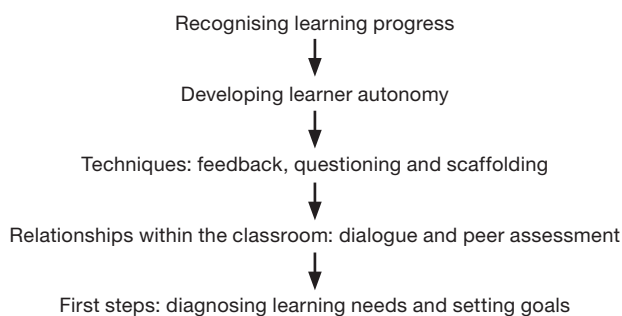 Recognising learning progress
Developing learner autonomy
Techniques: feedback, questioning and scaffolding
Relationships within the classroom: dialogue and peer assessment
First steps: diagnosing learning needs and setting goals